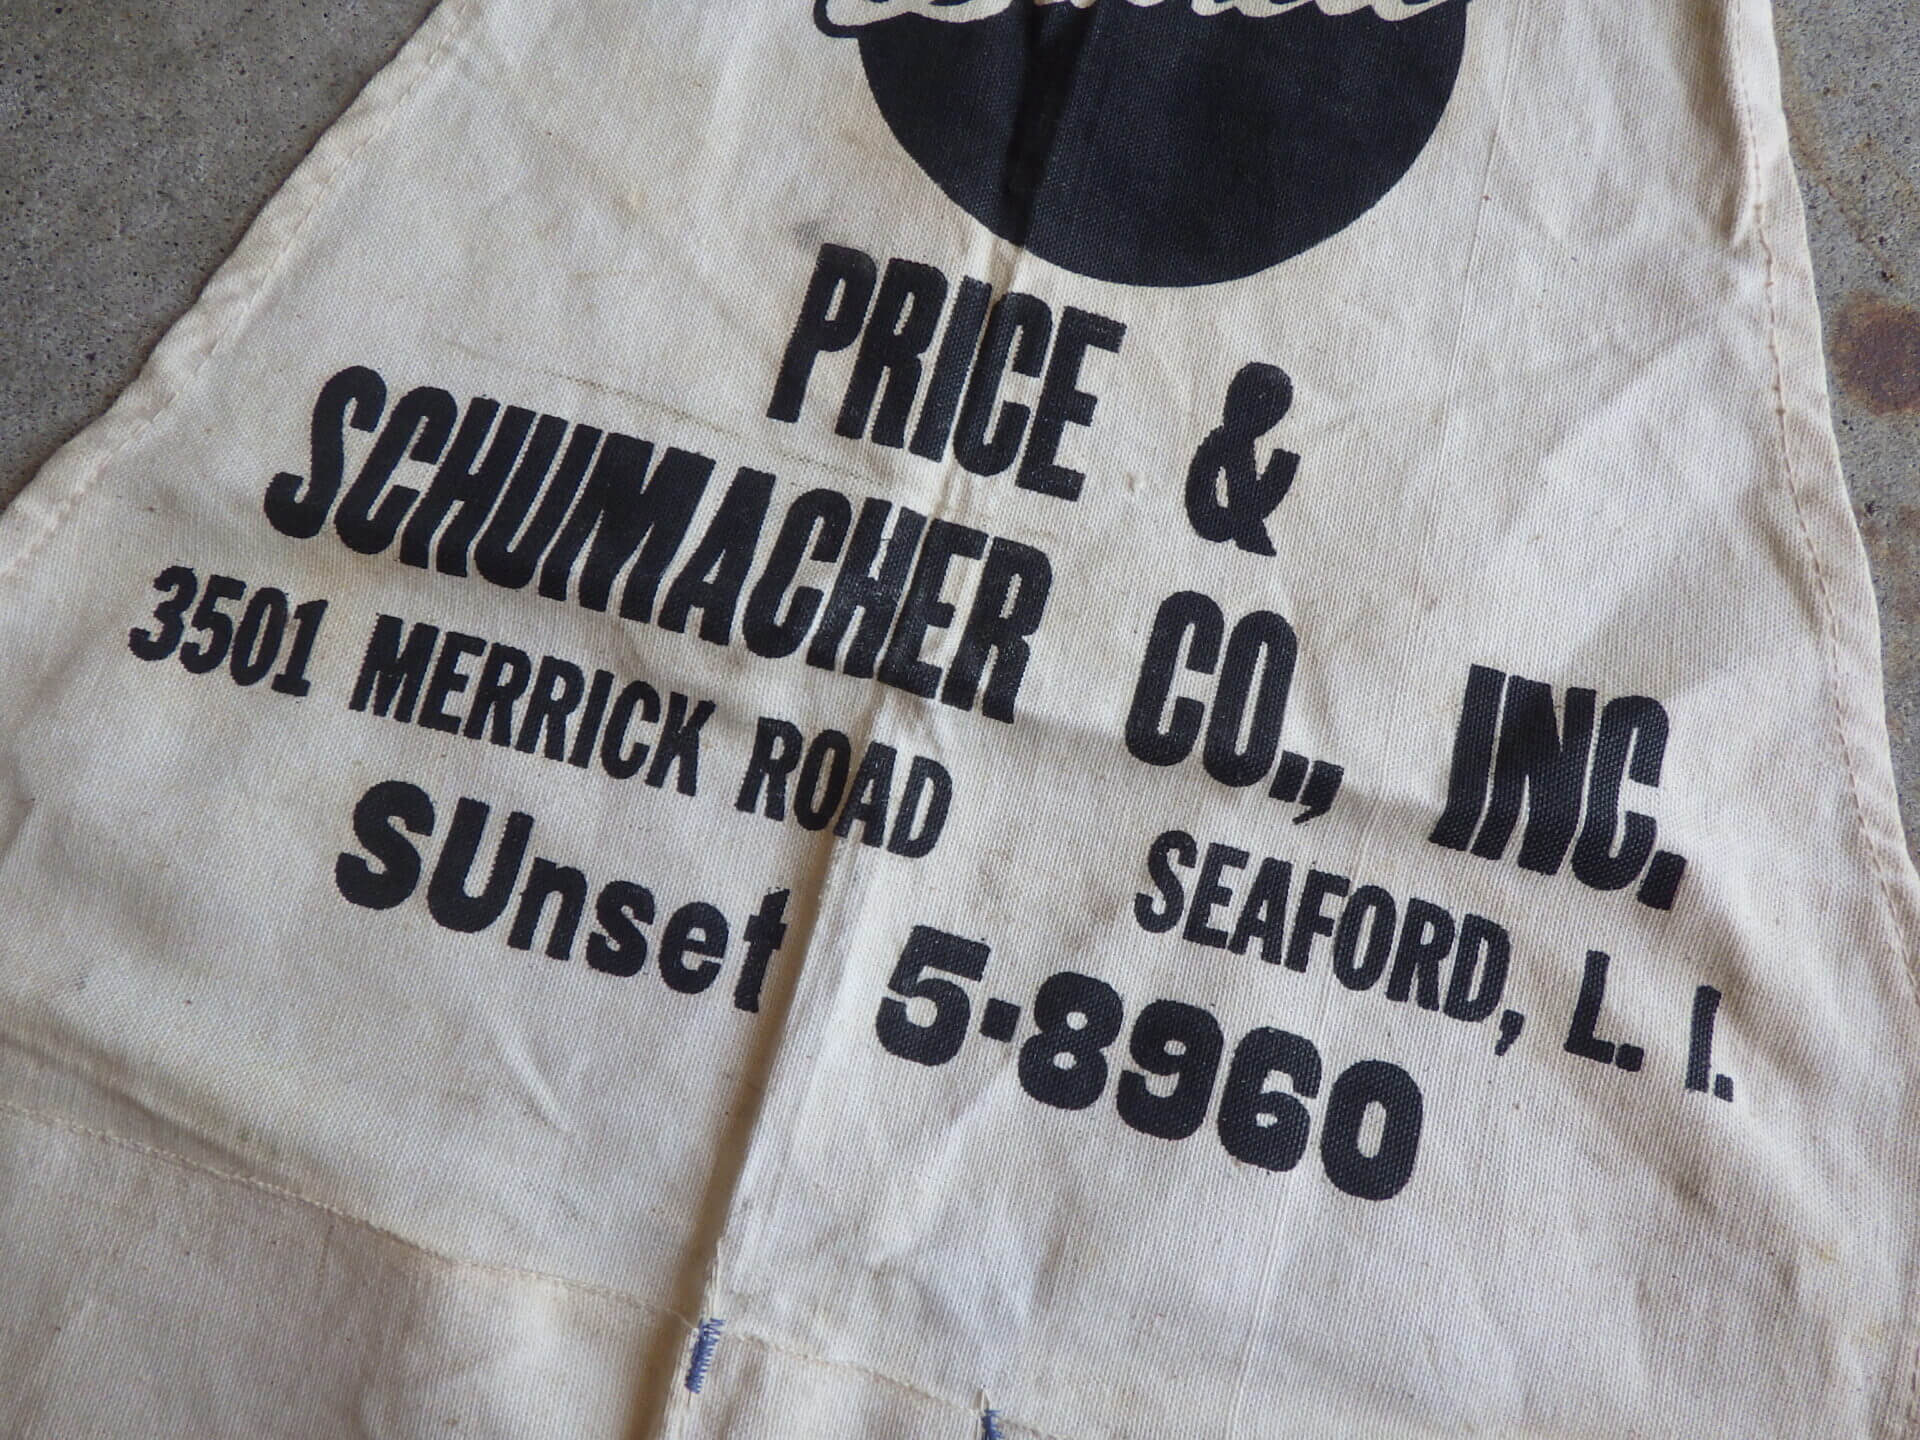 PRICE &
SCHUMACHER CO., INC.
3501 MERRICK ROAD SEAFORD, L. I.
SUnset 5-8960